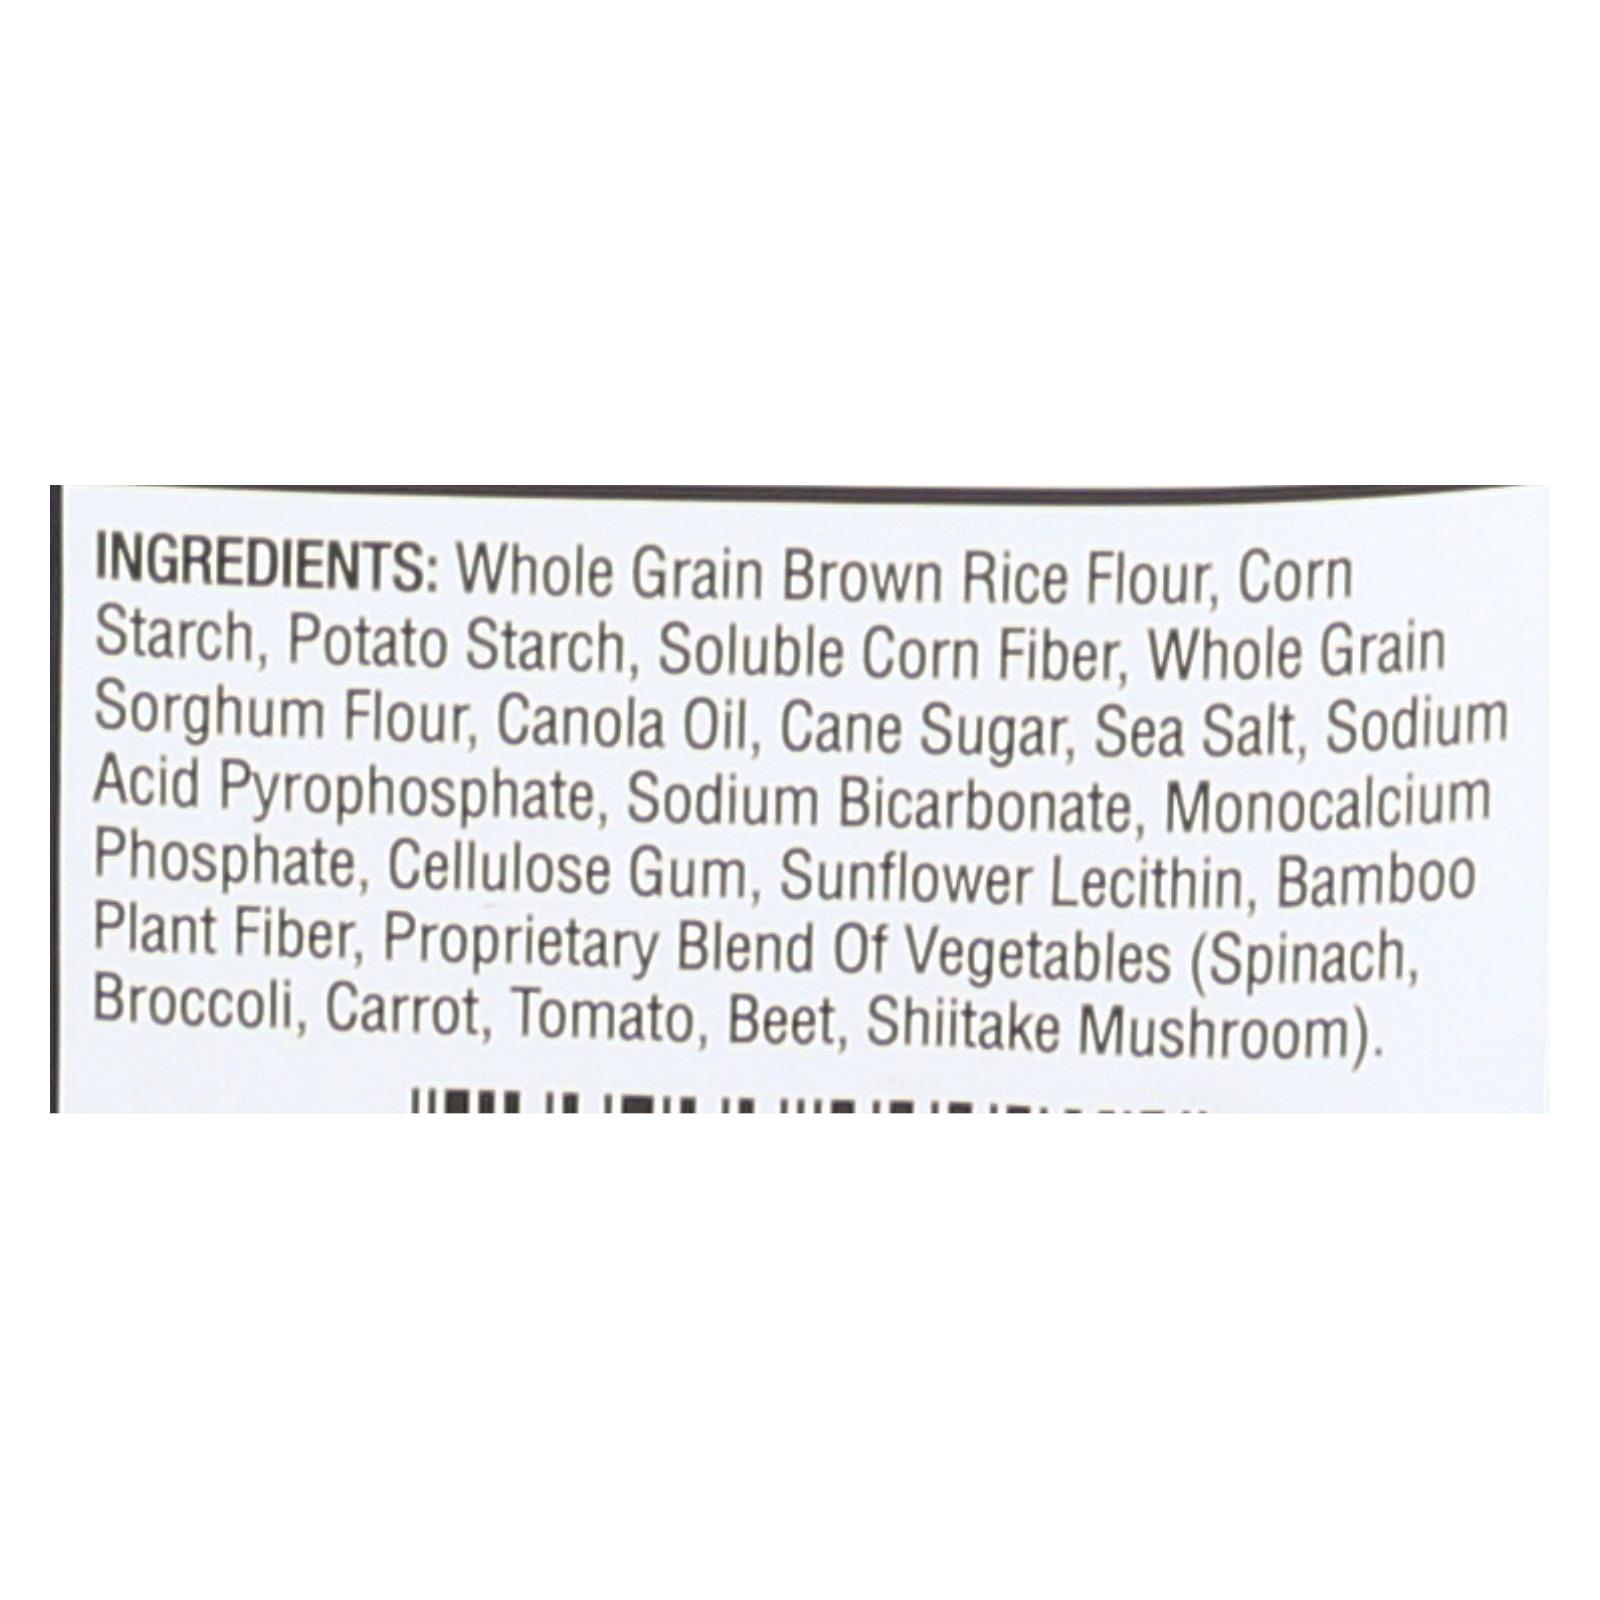 INGREDIENTS: Whole Grain Brown Rice Flour, Corn
Starch, Potato Starch, Soluble Corn Fiber, Whole Grain
Sorghum Flour, Canola Oil, Cane Sugar, Sea Salt, Sodium
Acid Pyrophosphate, Sodium Bicarbonate, Monocalcium
Phosphate, Cellulose Gum, Sunflower Lecithin, Bamboo
Plant Fiber, Proprietary Blend Of Vegetables (Spinach,
Broccoli, Carrot, Tomato, Beet, Shiitake Mushroom).